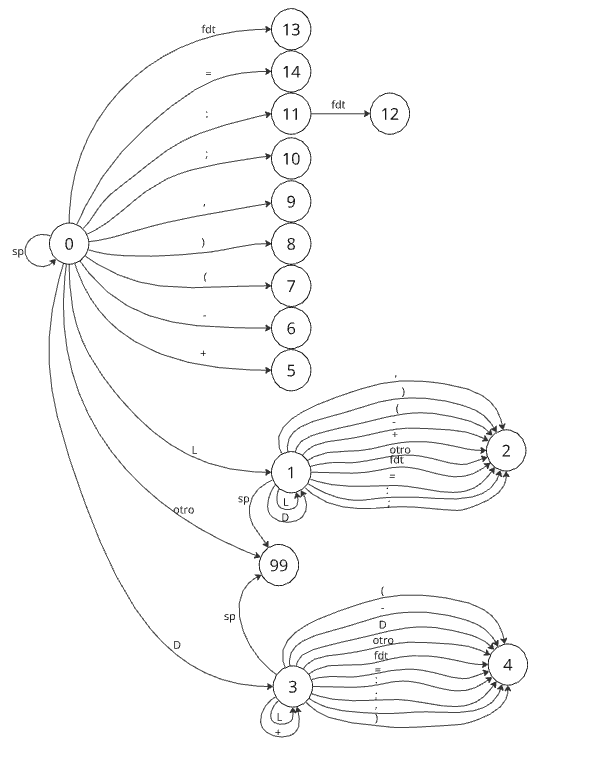 fdt
13
=
14
:
11
fdt
12
;
10
,
9
sp
0
)
8
(
7
-
6
+
5
,
)
(
-
+
L
otro
2
fdt
1
=
:
;
sp
L
D
otro
99
(
sp
-
D
D
otro
fdt
4
=
3
:
;
,
)
L
+